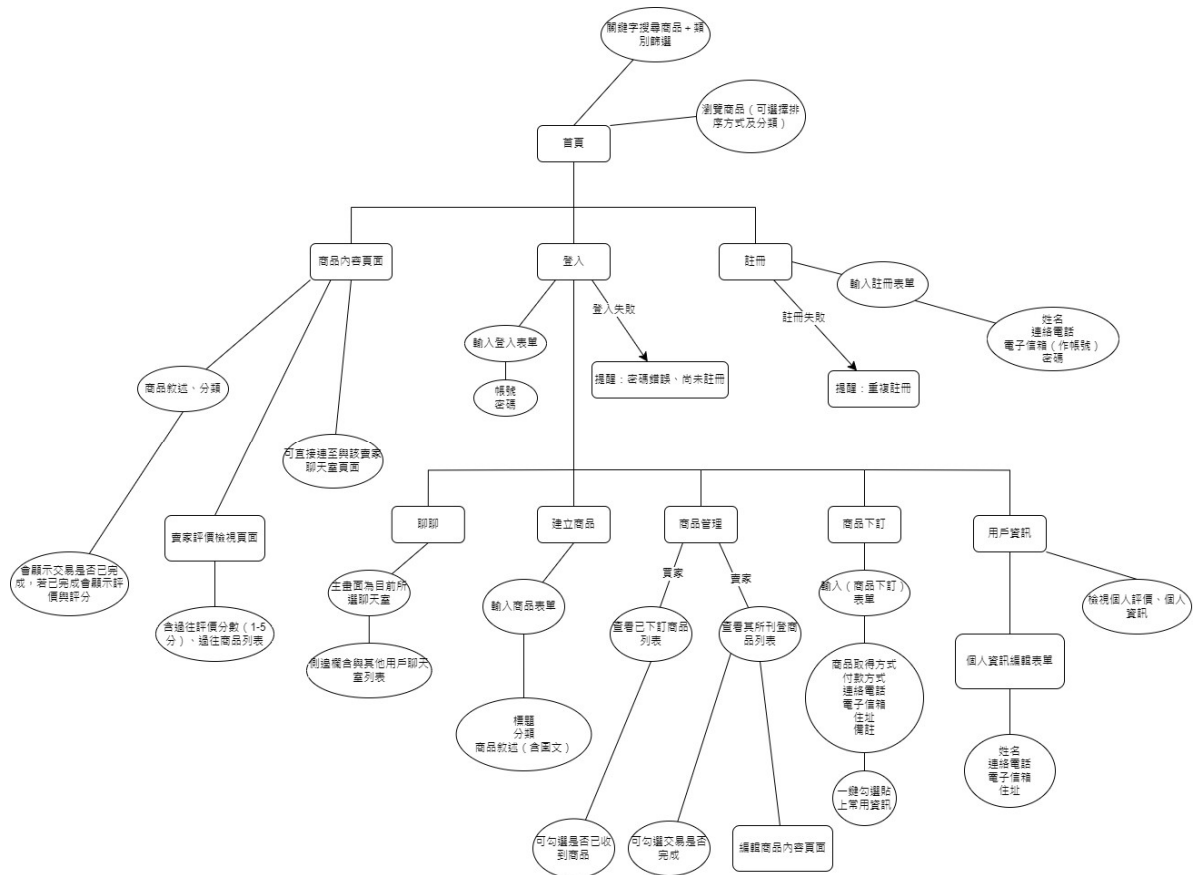 關鍵字搜尋商品 + 類
別篩選
瀏覽商品（可選擇排
序方式及分類）
首頁
商品內容頁面
登入
註冊
輸入註冊表單
登入失敗
註冊失敗
姓名
連絡電話
電子信箱（作帳號）
密碼
輸入登入表單
商品敘述、分類
帳號
密碼
提醒：密碼錯誤、尚未註冊
提醒：重複註冊
可直接連至與該賣家
聊天室頁面
聊聊
建立商品
商品管理
商品下訂
用戶資訊
賣家評價檢視頁面
會顯示交易是否已完
成，若已完成會顯示評
價與評分
買家
賣家
主畫面為目前所
選聊天室
輸入商品表單
輸入（商品下訂）
表單
檢視個人評價、個人
資訊
含過往評價分數（1-5
分）、過往商品列表
查看已下訂商品
列表
查看其所刊登商
品列表
側邊欄含與其他用戶聊天
室列表
商品取得方式
付款方式
連絡電話
電子信箱
住址
備註
個人資訊編輯表單
標題
分類
商品敘述（含圖文）
姓名
連絡電話
電子信箱
住址
一鍵勾選貼
上常用資訊
可勾選是否已收
到商品
可勾選交易是否
完成
編輯商品內容頁面